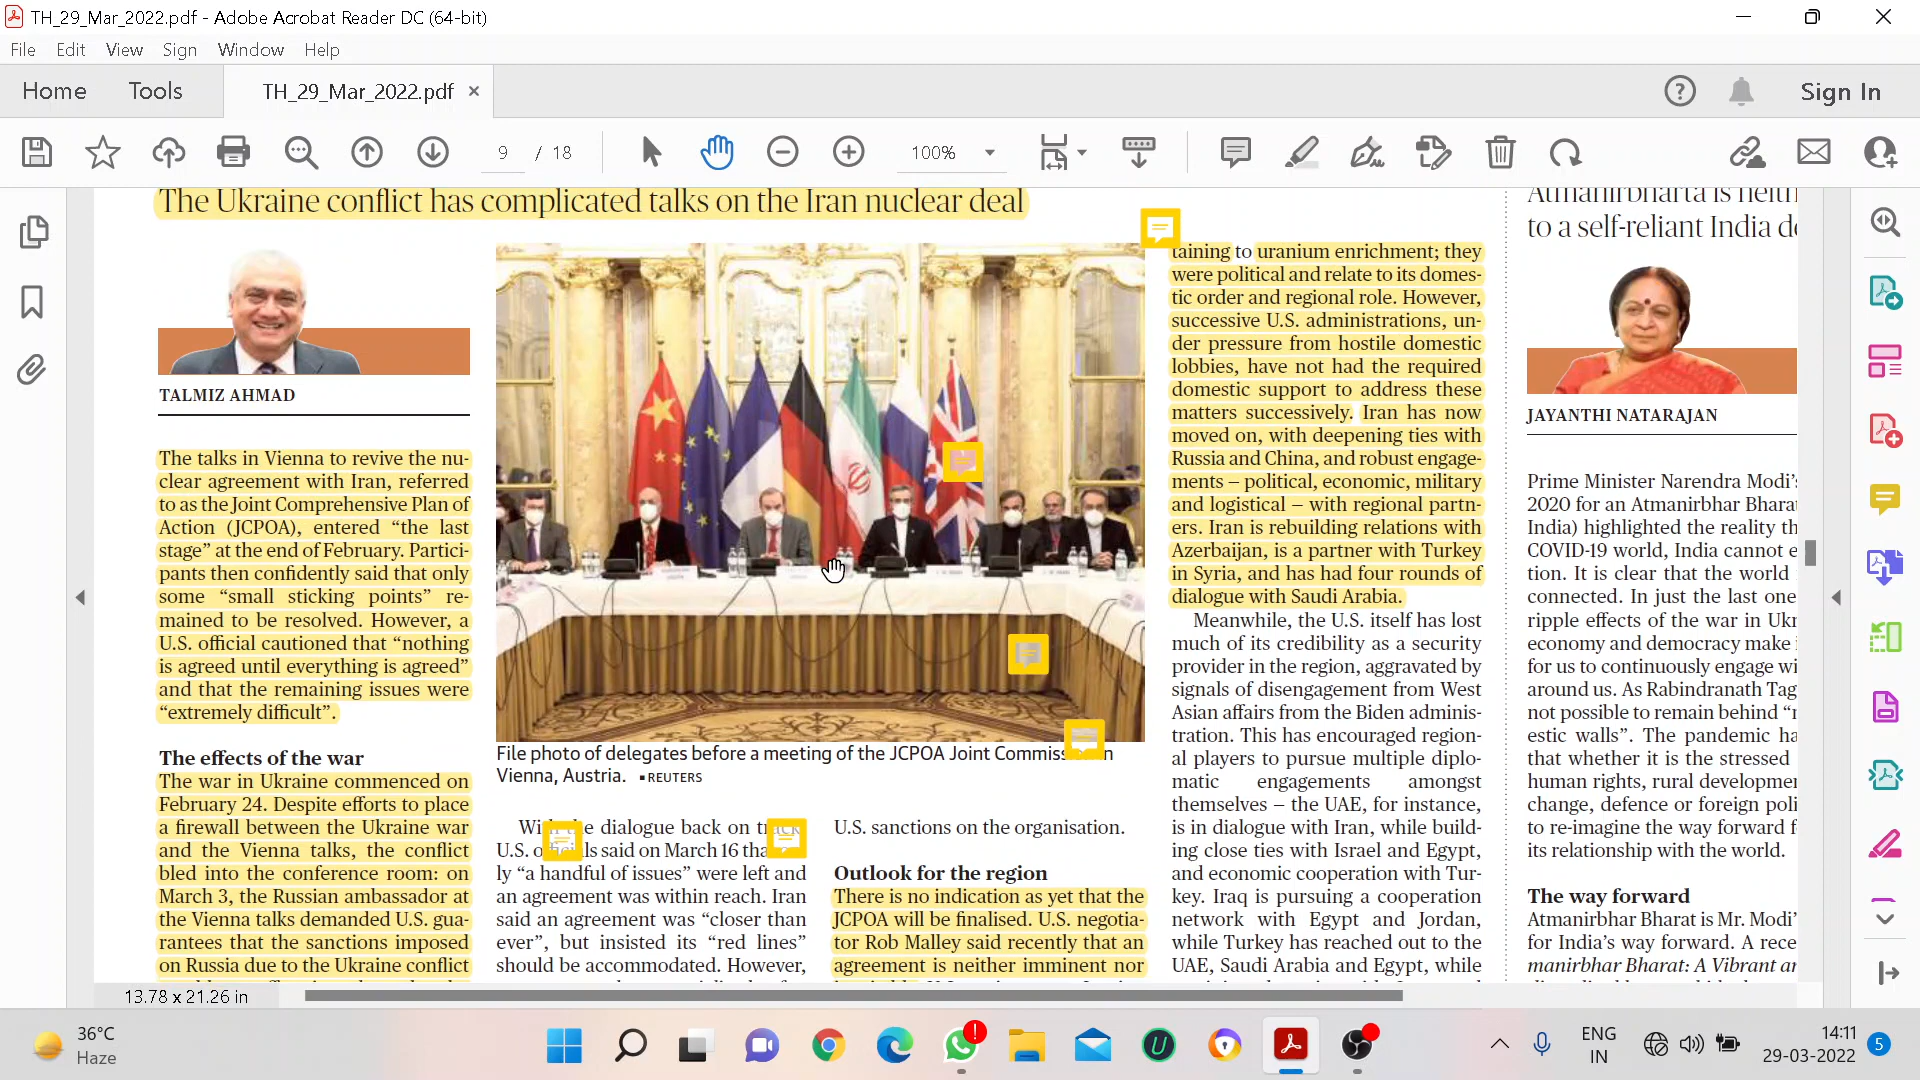 TH_29_Mar_2022.pdf - Adobe Acrobat Reader DC (64-bit)
File Edit View Sign Window Help
Home Tools TH_29_Mar_2022.pdf × Sign In
9 / 18 100%
The Ukraine conflict has complicated talks on the Iran nuclear deal
TALMIZ AHMAD
The talks in Vienna to revive the nu-
clear agreement with Iran, referred
to as the Joint Comprehensive Plan of
Action (JCPOA), entered “the last
stage” at the end of February. Partici-
pants then confidently said that only
some “small sticking points” re-
mained to be resolved. However, a
U.S. official cautioned that “nothing
is agreed until everything is agreed”
and that the remaining issues were
“extremely difficult”.
The effects of the war
The war in Ukraine commenced on
February 24. Despite efforts to place
a firewall between the Ukraine war
and the Vienna talks, the conflict
bled into the conference room: on
March 3, the Russian ambassador at
the Vienna talks demanded U.S. gua-
rantees that the sanctions imposed
on Russia due to the Ukraine conflict
File photo of delegates before a meeting of the JCPOA Joint
Vienna, Austria. ▪ REUTERS
dialogue back on
U.S. said on March 16
ly “a handful of issues” were left and
an agreement was within reach. Iran
said an agreement was “closer than
ever”, but insisted its “red lines”
should be accommodated. However,
U.S. sanctions on the organisation.
Outlook for the region
There is no indication as yet that the
JCPOA will be finalised. U.S. negotia-
tor Rob Malley said recently that an
agreement is neither imminent nor
taining to uranium enrichment; they
were political and relate to its domes-
tic order and regional role. However,
successive U.S. administrations, un-
der pressure from hostile domestic
lobbies, have not had the required
domestic support to address these
matters successively. Iran has now
moved on, with deepening ties with
Russia and China, and robust engage-
ments – political, economic, military
and logistical – with regional partn-
ers. Iran is rebuilding relations with
Azerbaijan, is a partner with Turkey
in Syria, and has had four rounds of
dialogue with Saudi Arabia.
Meanwhile, the U.S. itself has lost
much of its credibility as a security
provider in the region, aggravated by
signals of disengagement from West
Asian affairs from the Biden adminis-
tration. This has encouraged region-
al players to pursue multiple diplo-
matic engagements amongst
themselves – the UAE, for instance,
is in dialogue with Iran, while build-
ing close ties with Israel and Egypt,
and economic cooperation with Tur-
key. Iraq is pursuing a cooperation
network with Egypt and Jordan,
while Turkey has reached out to the
UAE, Saudi Arabia and Egypt, while
Atmanirbharta is
to a self-reliant India
JAYANTHI NATARAJAN
Prime Minister Narendra Modi’
2020 for an Atmanirbhar
India) highlighted the reality
COVID-19 world, India cannot
tion. It is clear that the world
connected. In just the last one
ripple effects of the war in
economy and democracy make
for us to continuously engage
around us. As Rabindranath
not possible to remain behind
estic walls”. The pandemic
that whether it is the stressed
human rights, rural
change, defence or foreign
to re-imagine the way forward
its relationship with the world.
The way forward
Atmanirbhar Bharat is Mr. Modi’
for India’s way forward. A
manirbhar Bharat: A Vibrant
13.78 x 21.26 in
36°C
Haze
ENG
IN
14:11
29-03-2022
5